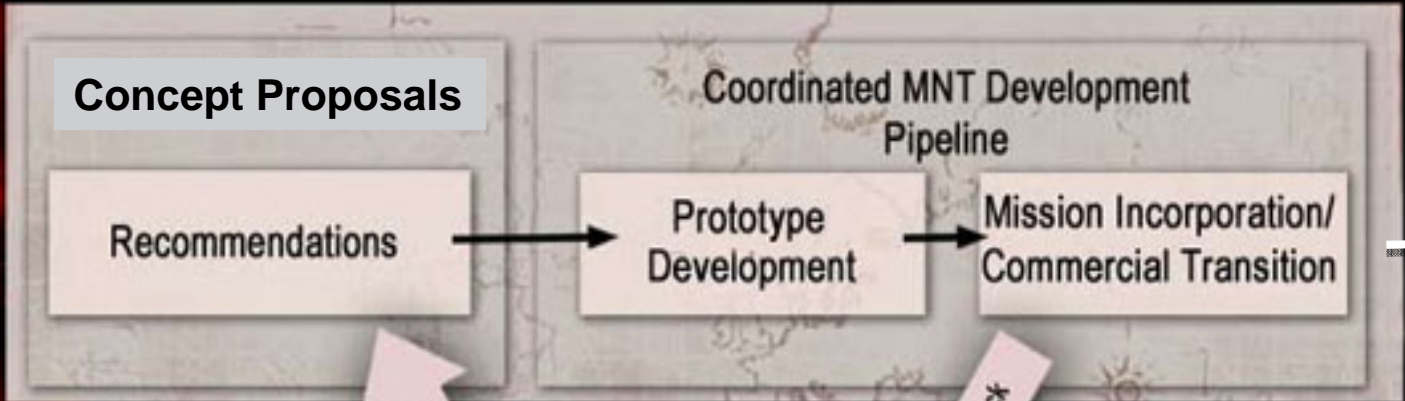 Concept Proposals
Recommendations
Coordinated MNT Development
Pipeline
Prototype
Development
Mission Incorporation/
Commercial Transition
*